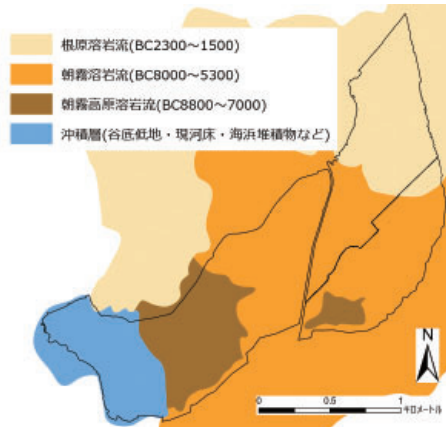 根原溶岩流(BC2300～1500)
朝霧溶岩流(BC8000～5300)
朝霧高原溶岩流(BC8800～7000)
沖積層(谷底低地・現河床・海浜堆積物など)
N
0 0.5 1
キロメートル